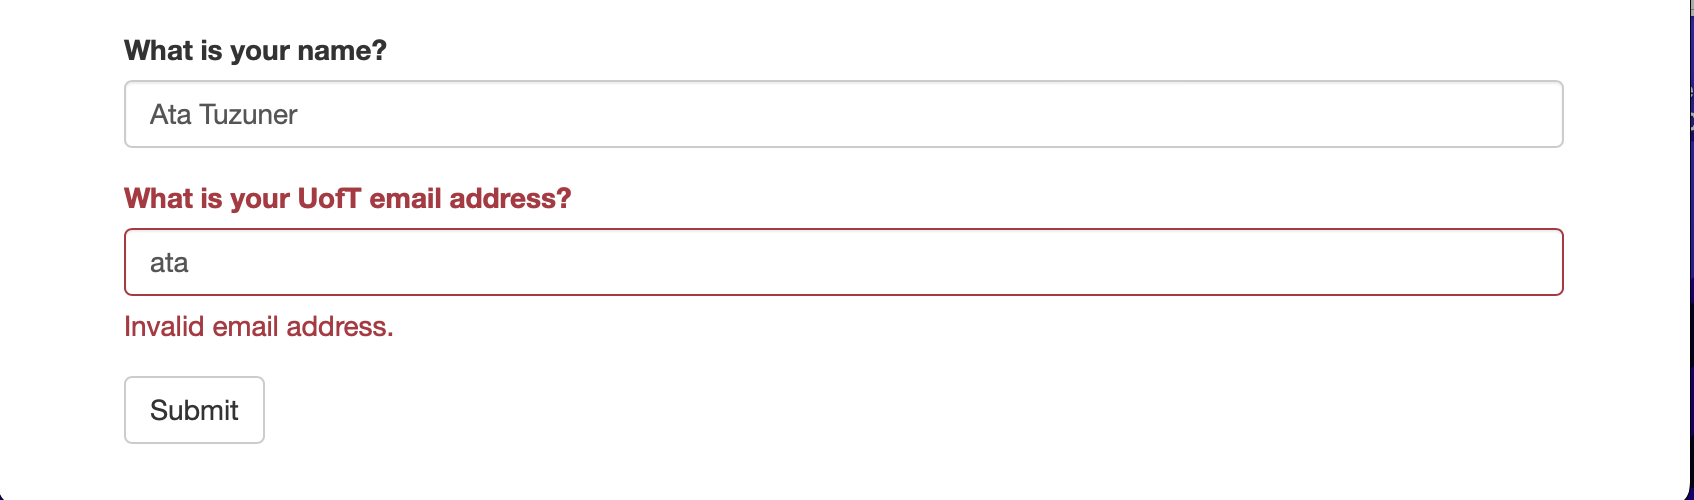 What is your name?
Ata Tuzuner
What is your UofT email address?
ata
Invalid email address.
Submit